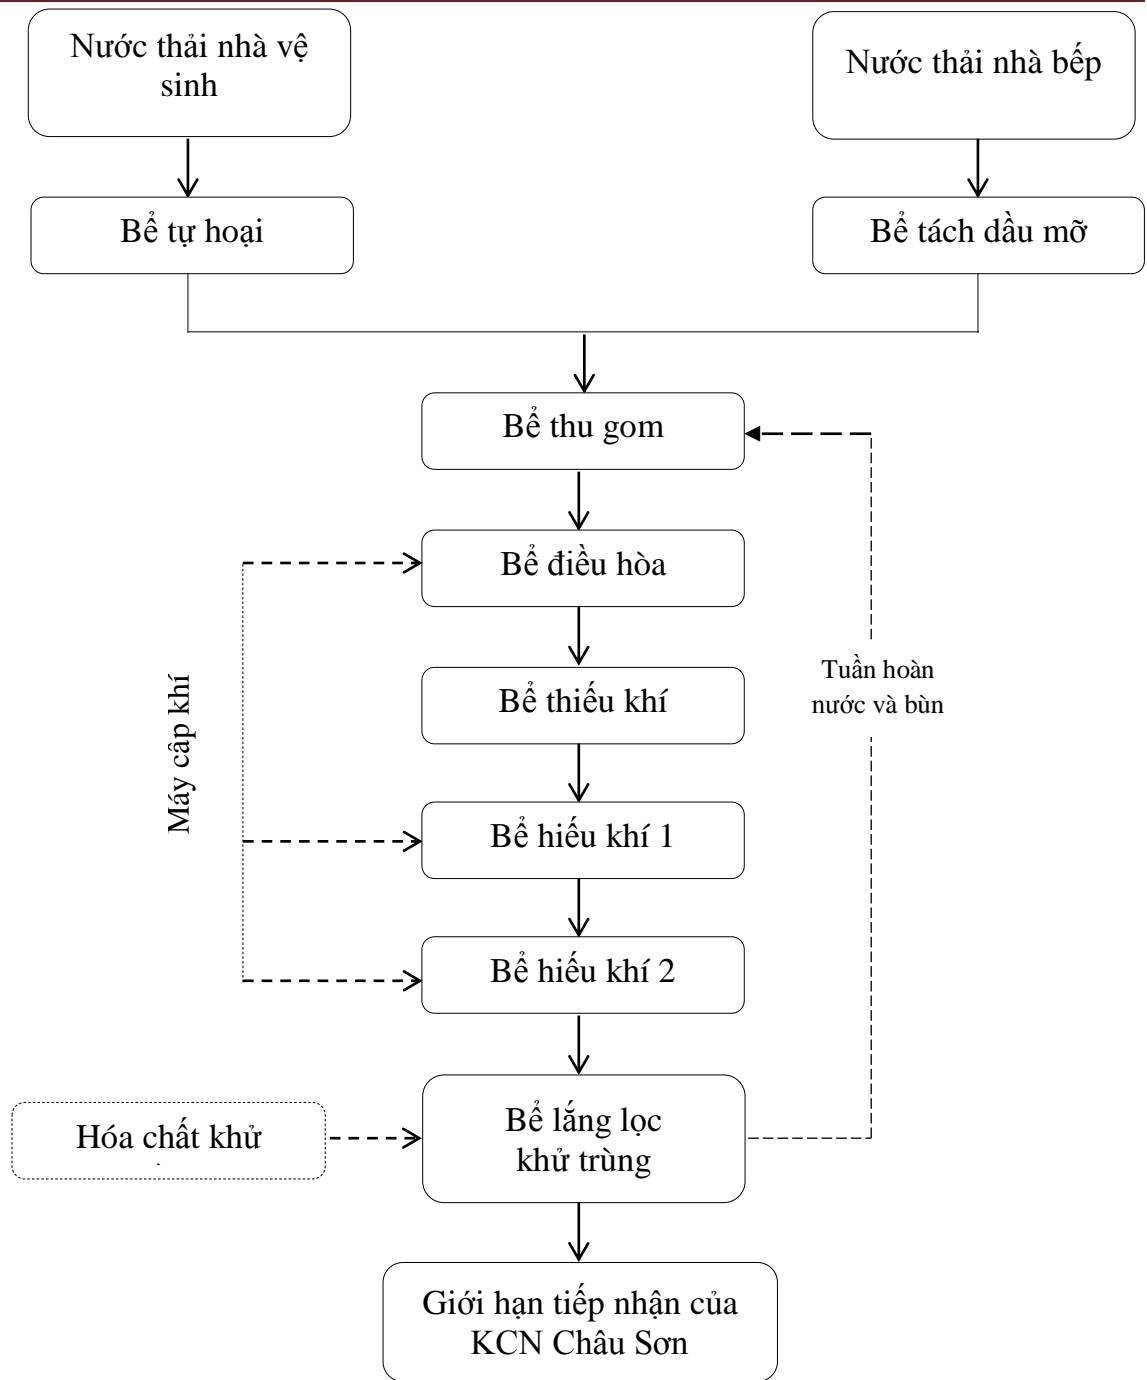 Nước thải nhà vệ
sinh
Nước thải nhà bếp
Bể tự hoại
Bể tách dầu mỡ
Bể thu gom
Bể điều hòa
Bể thiếu khí
Tuần hoàn
nước và bùn
Máy cấp khí
Bể hiếu khí 1
Bể hiếu khí 2
Bể lắng lọc
khử trùng
Hóa chất khử
Giới hạn tiếp nhận của
KCN Châu Sơn